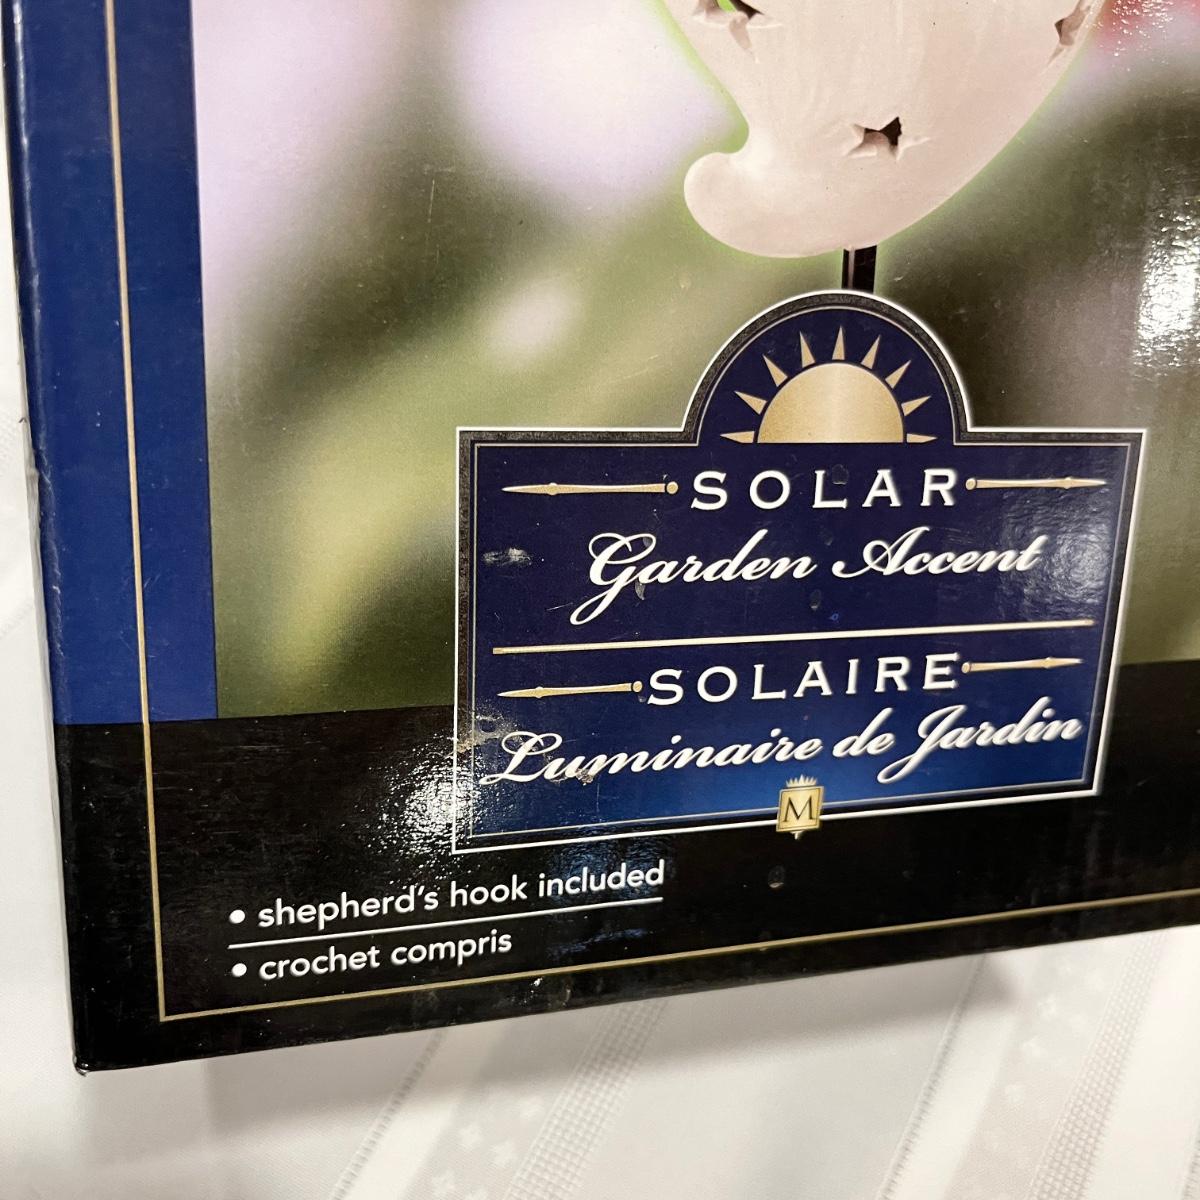 SOLAR
Garden Accent
SOLAIRE
Luminaire de Jardin
M
• shepherd's hook included
• crochet compris